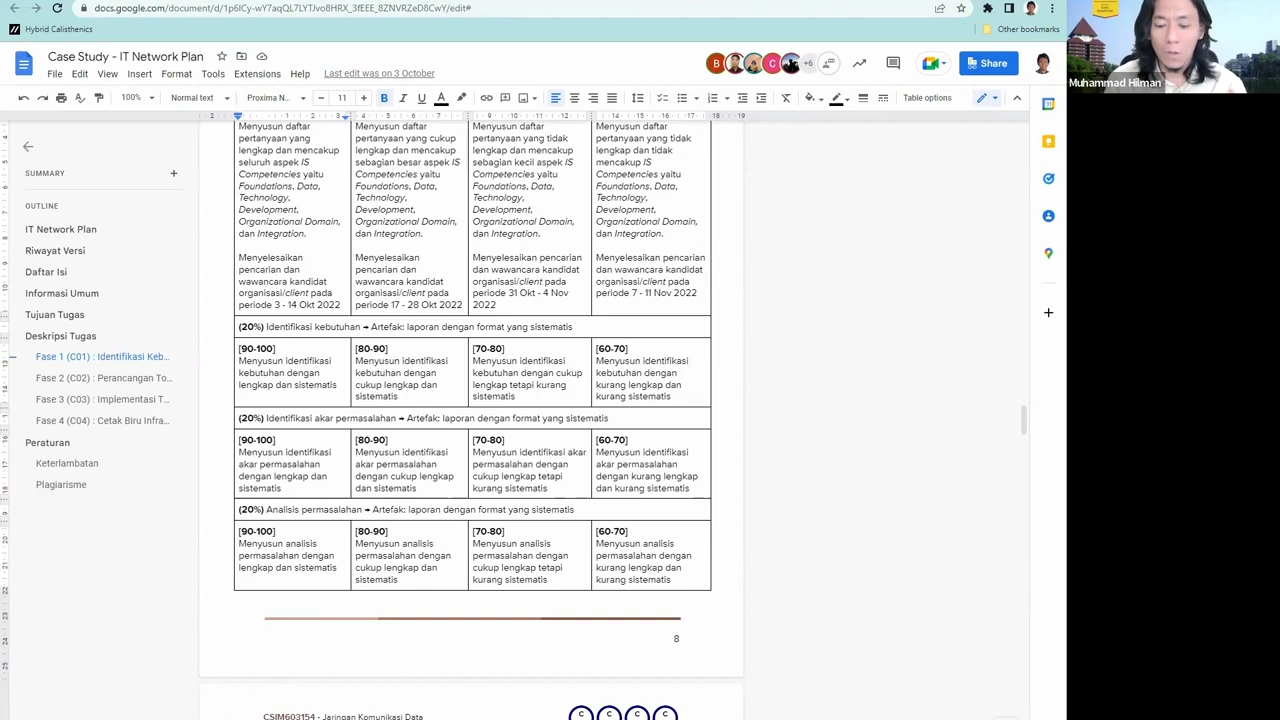 docs.google.com/document/d/1p6lCy-wY7aqQL7LYTJvo8HRX_3fEEE_8ZNVRZeD8CwY/edit#
Hybrid Calisthenics
Other bookmarks
Case Study - IT Network Plan
File Edit View Insert Format Tools Extensions Help Last edit was on 3 October
B C +6 Share
100% Normal text Proxima N... 11 Table options
Muhammad Hilman
SUMMARY
OUTLINE
IT Network Plan
Riwayat Versi
Daftar Isi
Informasi Umum
Tujuan Tugas
Deskripsi Tugas
Fase 1 (C01) : Identifikasi Keb...
Fase 2 (C02) : Perancangan To...
Fase 3 (C03) : Implementasi T...
Fase 4 (C04) : Cetak Biru Infra...
Peraturan
Keterlambatan
Plagiarisme
Menyusun daftar
pertanyaan yang
lengkap dan mencakup
seluruh aspek IS
Competencies yaitu
Foundations, Data,
Technology,
Development,
Organizational Domain,
dan Integration.
Menyelesaikan
pencarian dan
wawancara kandidat
organisasi/client pada
periode 3 - 14 Okt 2022
Menyusun daftar
pertanyaan yang cukup
lengkap dan mencakup
sebagian besar aspek IS
Competencies yaitu
Foundations, Data,
Technology,
Development,
Organizational Domain,
dan Integration.
Menyelesaikan
pencarian dan
wawancara kandidat
organisasi/client pada
periode 17 - 28 Okt 2022
Menyusun daftar
pertanyaan yang tidak
lengkap dan mencakup
sebagian kecil aspek IS
Competencies yaitu
Foundations, Data,
Technology,
Development,
Organizational Domain,
dan Integration.
Menyelesaikan pencarian
dan wawancara kandidat
organisasi/client pada
periode 31 Okt - 4 Nov
2022
Menyusun daftar
pertanyaan yang tidak
lengkap dan tidak
mencakup IS
Competencies yaitu
Foundations, Data,
Technology,
Development,
Organizational Domain,
dan Integration.
Menyelesaikan pencarian
dan wawancara kandidat
organisasi/client pada
periode 7 - 11 Nov 2022
(20%) Identifikasi kebutuhan → Artefak: laporan dengan format yang sistematis
[90-100]
Menyusun identifikasi
kebutuhan dengan
lengkap dan sistematis
[80-90]
Menyusun identifikasi
kebutuhan dengan
cukup lengkap dan
sistematis
[70-80]
Menyusun identifikasi
kebutuhan dengan cukup
lengkap tetapi kurang
sistematis
[60-70]
Menyusun identifikasi
kebutuhan dengan
kurang lengkap dan
kurang sistematis
(20%) Identifikasi akar permasalahan → Artefak: laporan dengan format yang sistematis
[90-100]
Menyusun identifikasi
akar permasalahan
dengan lengkap dan
sistematis
[80-90]
Menyusun identifikasi
akar permasalahan
dengan cukup lengkap
dan sistematis
[70-80]
Menyusun identifikasi akar
permasalahan dengan
cukup lengkap tetapi
kurang sistematis
[60-70]
Menyusun identifikasi
akar permasalahan
dengan kurang lengkap
dan kurang sistematis
(20%) Analisis permasalahan → Artefak: laporan dengan format yang sistematis
[90-100]
Menyusun analisis
permasalahan dengan
lengkap dan sistematis
[80-90]
Menyusun analisis
permasalahan dengan
cukup lengkap dan
sistematis
[70-80]
Menyusun analisis
permasalahan dengan
cukup lengkap tetapi
kurang sistematis
[60-70]
Menyusun analisis
permasalahan dengan
kurang lengkap dan
kurang sistematis
8
CSIM603154 - Jaringan Komunikasi Data
C C C C